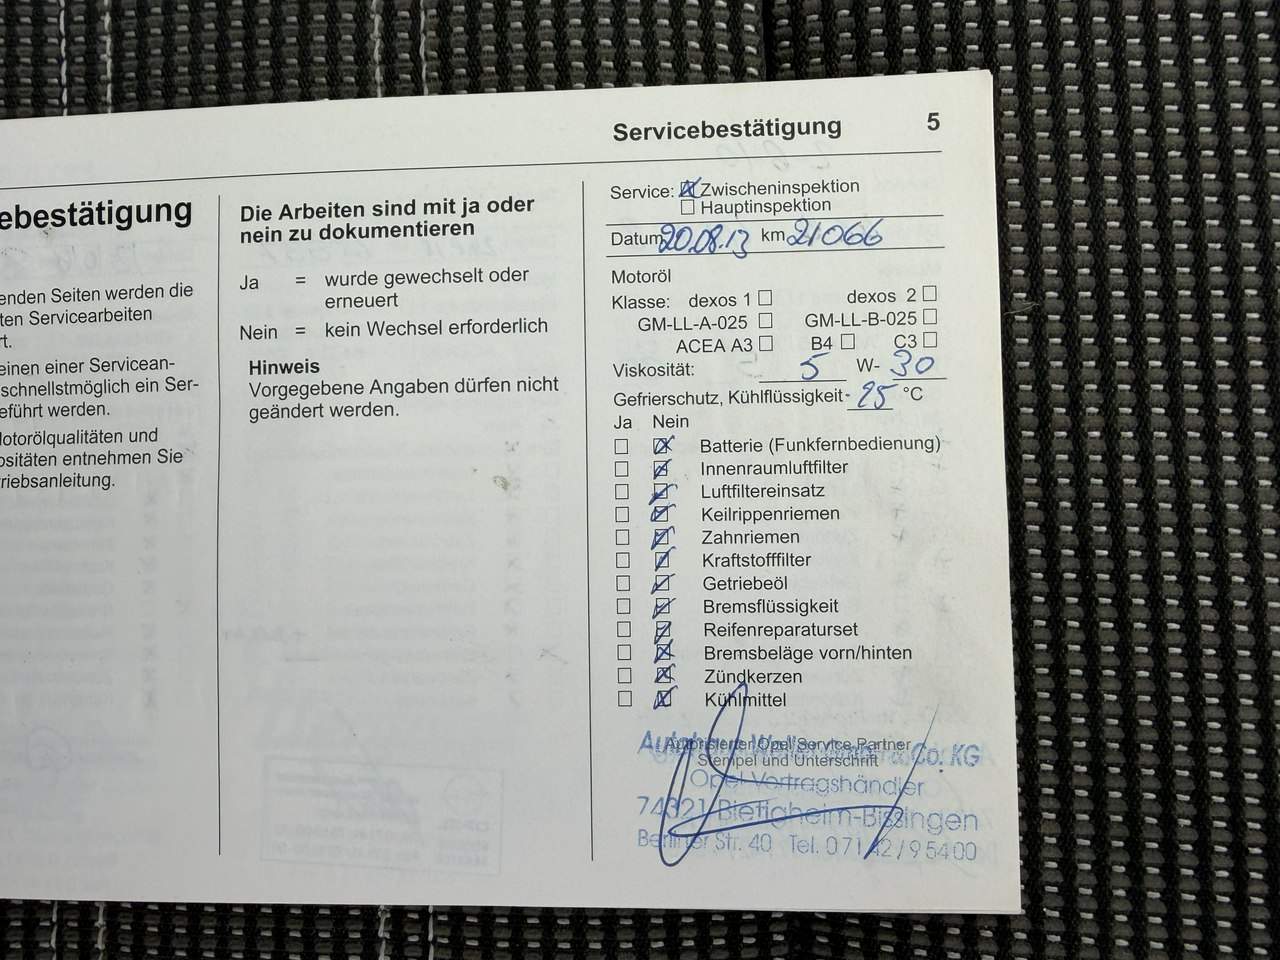 Servicebestätigung 5
ebestätigung
enden Seiten werden die
ten Servicearbeiten
rt.
einen einer Servicean-
schnellstmöglich ein Ser-
eführt werden.
lotorölqualitäten und
ositäten entnehmen Sie
riebsanleitung.
Die Arbeiten sind mit ja oder
nein zu dokumentieren
Ja = wurde gewechselt oder
erneuert
Nein = kein Wechsel erforderlich
Hinweis
Vorgegebene Angaben dürfen nicht
geändert werden.
Service: Zwischeninspektion
Hauptinspektion
Datum 20.08.13 km 21066
Motoröl
Klasse: dexos 1 dexos 2
GM-LL-A-025 GM-LL-B-025
ACEA A3 B4 C3
Viskosität: 5 W- 30
Gefrierschutz, Kühlflüssigkeit- 25 °C
Ja Nein
Batterie (Funkfernbedienung)
Innenraumluftfilter
Luftfiltereinsatz
Keilrippenriemen
Zahnriemen
Kraftstofffilter
Getriebeöl
Bremsflüssigkeit
Reifenreparaturset
Bremsbeläge vorn/hinten
Zündkerzen
Kühlmittel
Autorisierter Opel Service Partner
Stempel und Unterschrift
Co. KG
Opel Vertragshändler
74321 Bietigheim-Bissingen
Berliner Str. 40 Tel. 07142/95400